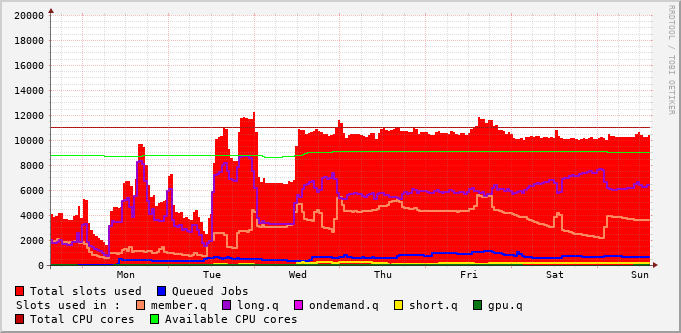 RRDTOOL / TOBI OETIKER
20000
18000
16000
14000
12000
10000
8000
6000
4000
2000
0
Mon Tue Wed Thu Fri Sat Sun
Total slots used Queued Jobs
Slots used in : member.q long.q ondemand.q short.q gpu.q
Total CPU cores Available CPU cores